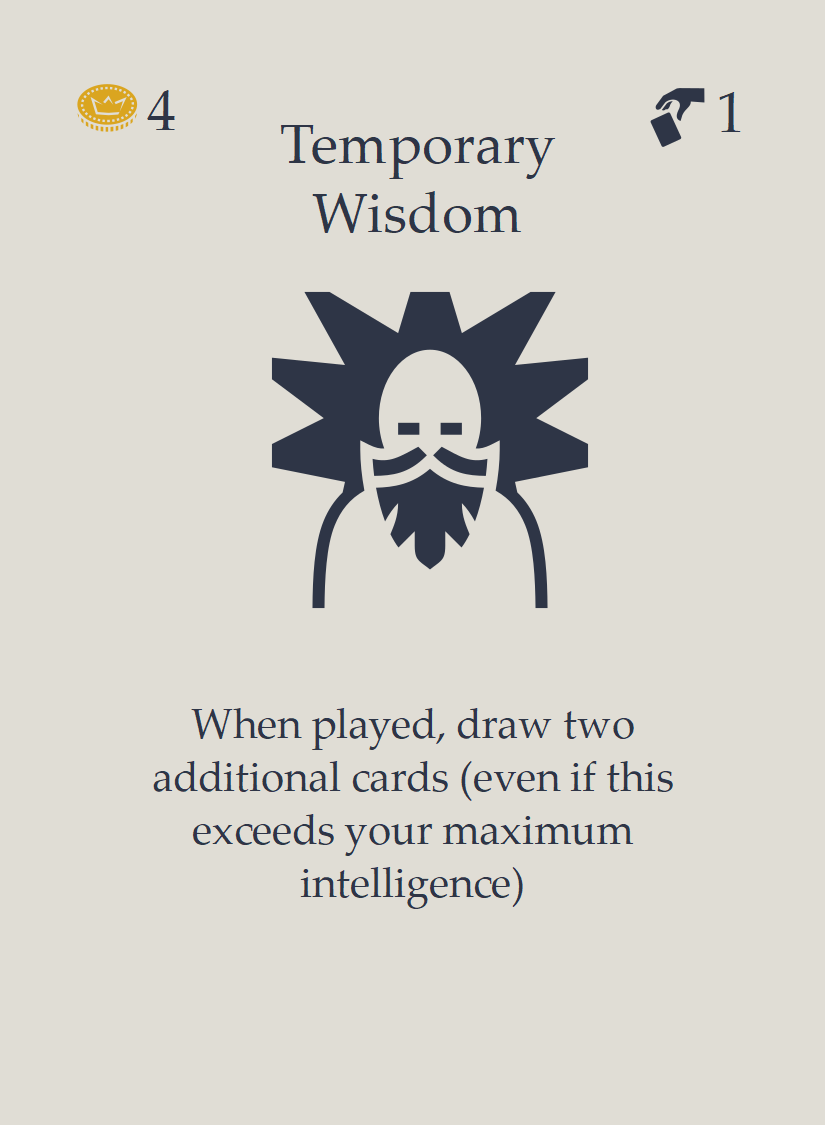 4
1
Temporary
Wisdom
When played, draw two
additional cards (even if this
exceeds your maximum
intelligence)